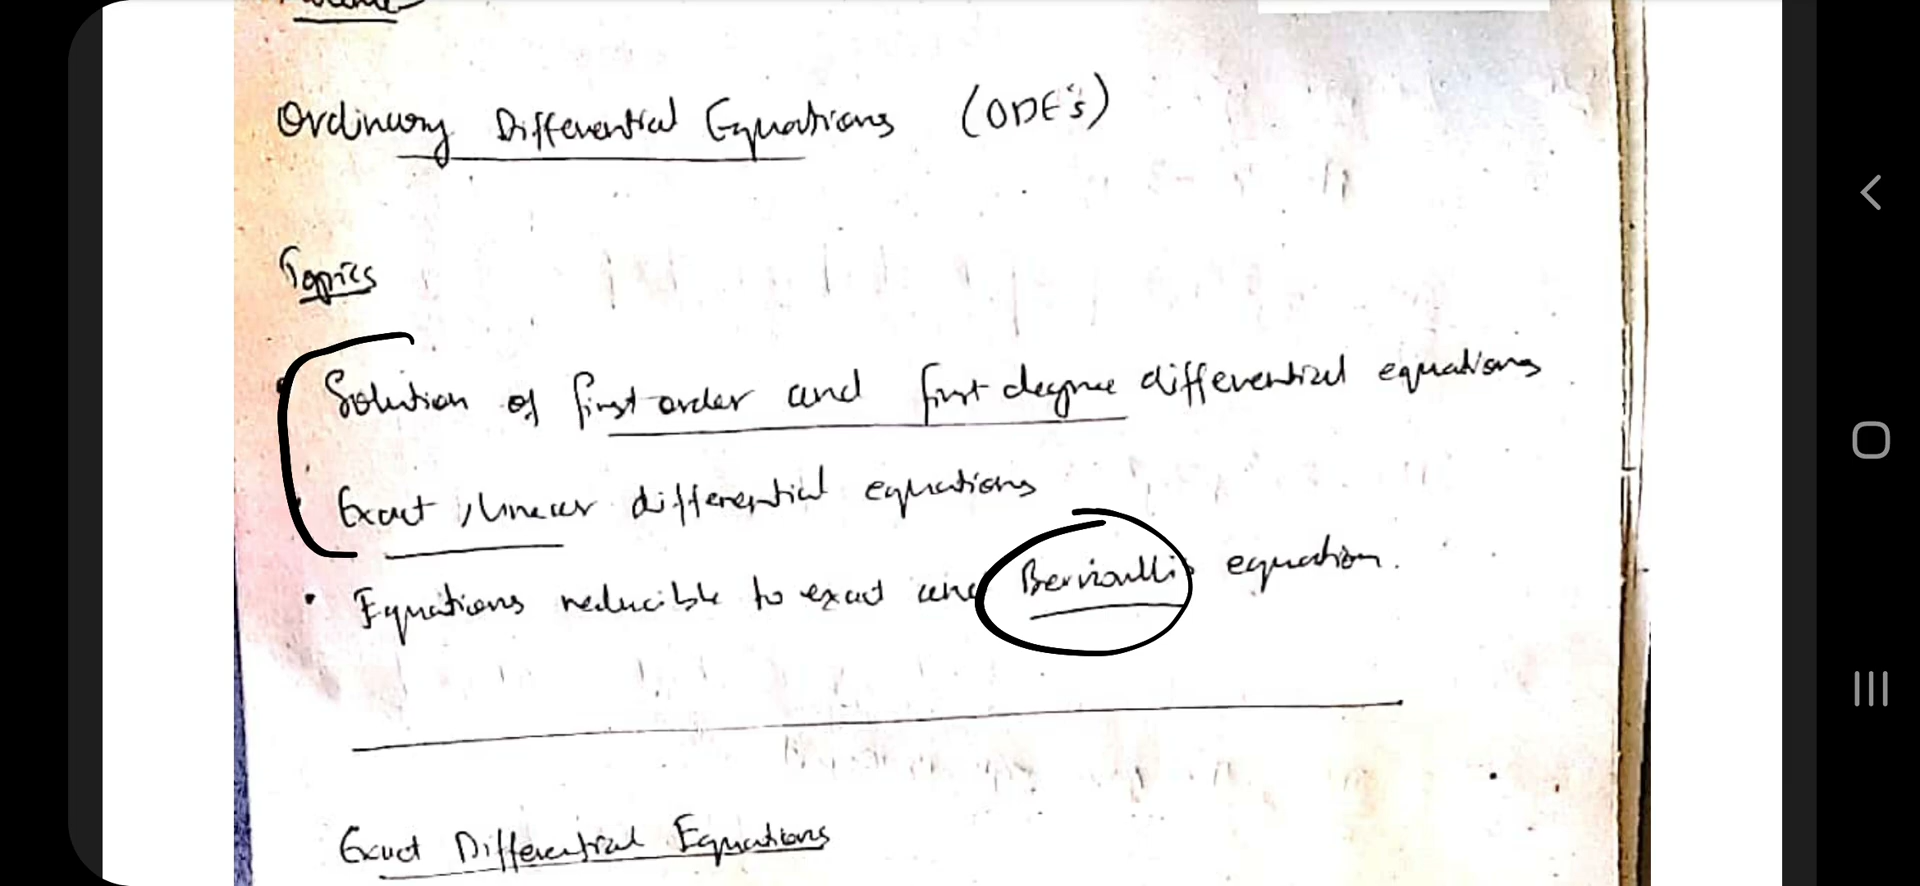 Ordinary Differential Equations (ODE's)
Topics
Solution of first order and first degree differential equations
Exact, linear differential equations
• Equations reducible to exact and Bernoulli's equation.
Exact Differential Equations